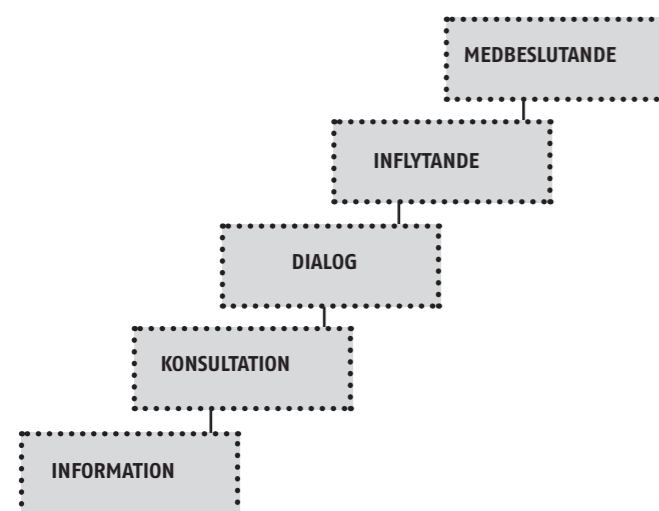 MEDBESLUTANDE
INFLYTANDE
DIALOG
KONSULTATION
INFORMATION